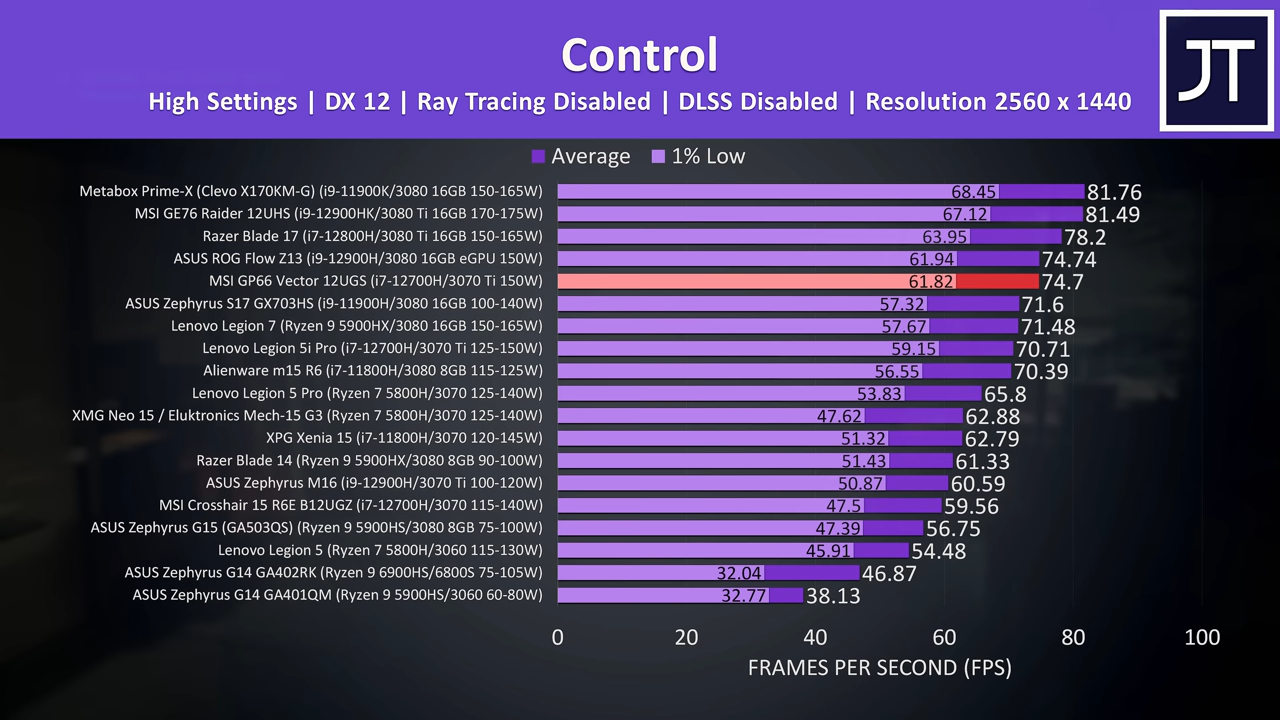 Control
JT
High Settings | DX 12 | Ray Tracing Disabled | DLSS Disabled | Resolution 2560 x 1440
Average 1% Low
Metabox Prime-X (Clevo X170KM-G) (i9-11900K/3080 16GB 150-165W) 68.45 81.76
MSI GE76 Raider 12UHS (i9-12900HK/3080 Ti 16GB 170-175W) 67.12 81.49
Razer Blade 17 (i7-12800H/3080 Ti 16GB 150-165W) 63.95 78.2
ASUS ROG Flow Z13 (i9-12900H/3080 16GB eGPU 150W) 61.94 74.74
MSI GP66 Vector 12UGS (i7-12700H/3070 Ti 150W) 61.82 74.7
ASUS Zephyrus S17 GX703HS (i9-11900H/3080 16GB 100-140W) 57.32 71.6
Lenovo Legion 7 (Ryzen 9 5900HX/3080 16GB 150-165W) 57.67 71.48
Lenovo Legion 5i Pro (i7-12700H/3070 Ti 125-150W) 59.15 70.71
Alienware m15 R6 (i7-11800H/3080 8GB 115-125W) 56.55 70.39
Lenovo Legion 5 Pro (Ryzen 7 5800H/3070 125-140W) 53.83 65.8
XMG Neo 15 / Eluktronics Mech-15 G3 (Ryzen 7 5800H/3070 125-140W) 47.62 62.88
XPG Xenia 15 (i7-11800H/3070 120-145W) 51.32 62.79
Razer Blade 14 (Ryzen 9 5900HX/3080 8GB 90-100W) 51.43 61.33
ASUS Zephyrus M16 (i9-12900H/3070 Ti 100-120W) 50.87 60.59
MSI Crosshair 15 R6E B12UGZ (i7-12700H/3070 115-140W) 47.5 59.56
ASUS Zephyrus G15 (GA503QS) (Ryzen 9 5900HS/3080 8GB 75-100W) 47.39 56.75
Lenovo Legion 5 (Ryzen 7 5800H/3060 115-130W) 45.91 54.48
ASUS Zephyrus G14 GA402RK (Ryzen 9 6900HS/6800S 75-105W) 32.04 46.87
ASUS Zephyrus G14 GA401QM (Ryzen 9 5900HS/3060 60-80W) 32.77 38.13
0 20 40 60 80 100
FRAMES PER SECOND (FPS)